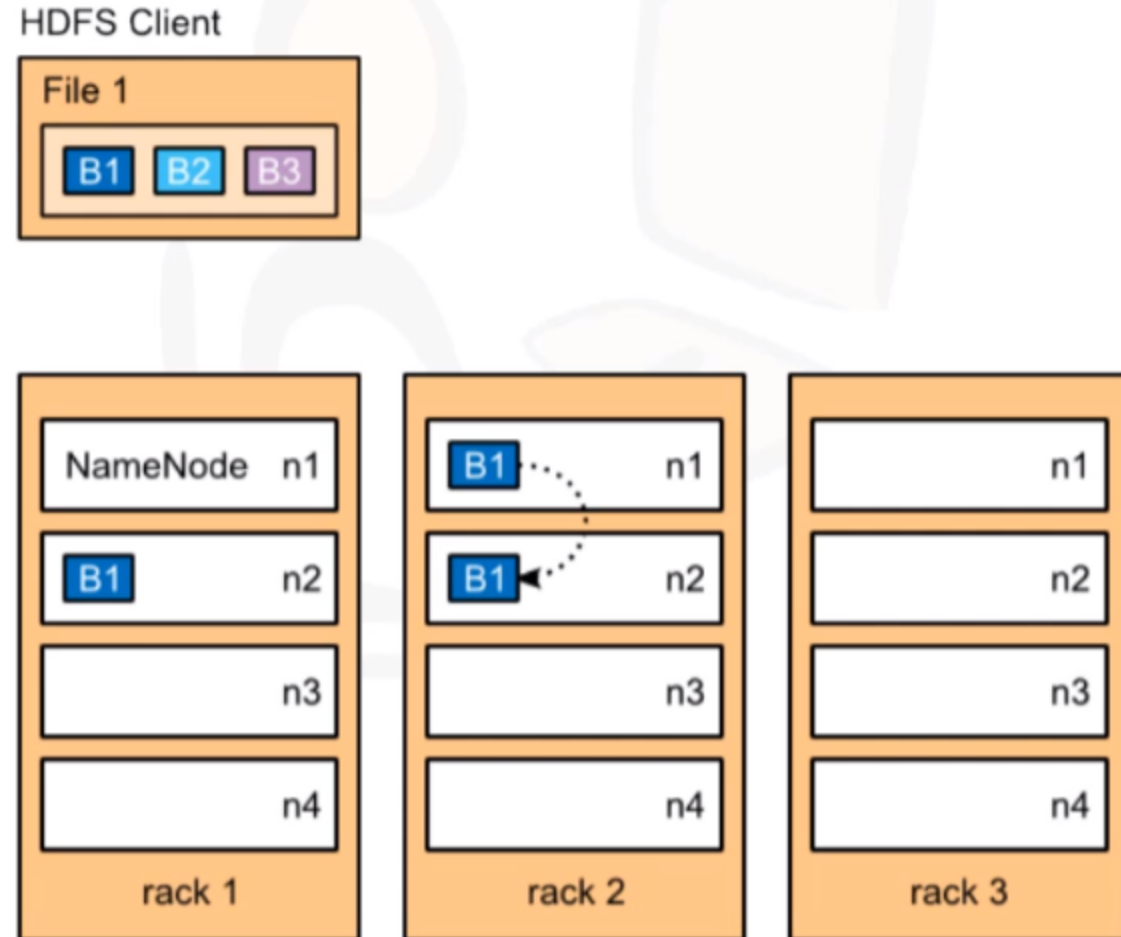 HDFS Client
File 1
B1 B2 B3
NameNode n1
B1 n2
n3
n4
rack 1
B1 n1
B1 n2
n3
n4
rack 2
n1
n2
n3
n4
rack 3